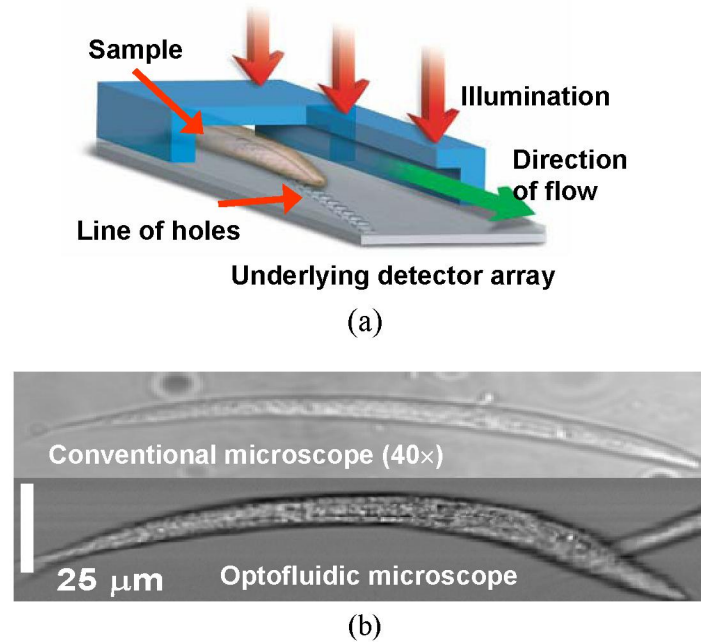 Sample
Illumination
Direction
of flow
Line of holes
Underlying detector array
(a)
Conventional microscope (40×)
25 μm
Optofluidic microscope
(b)